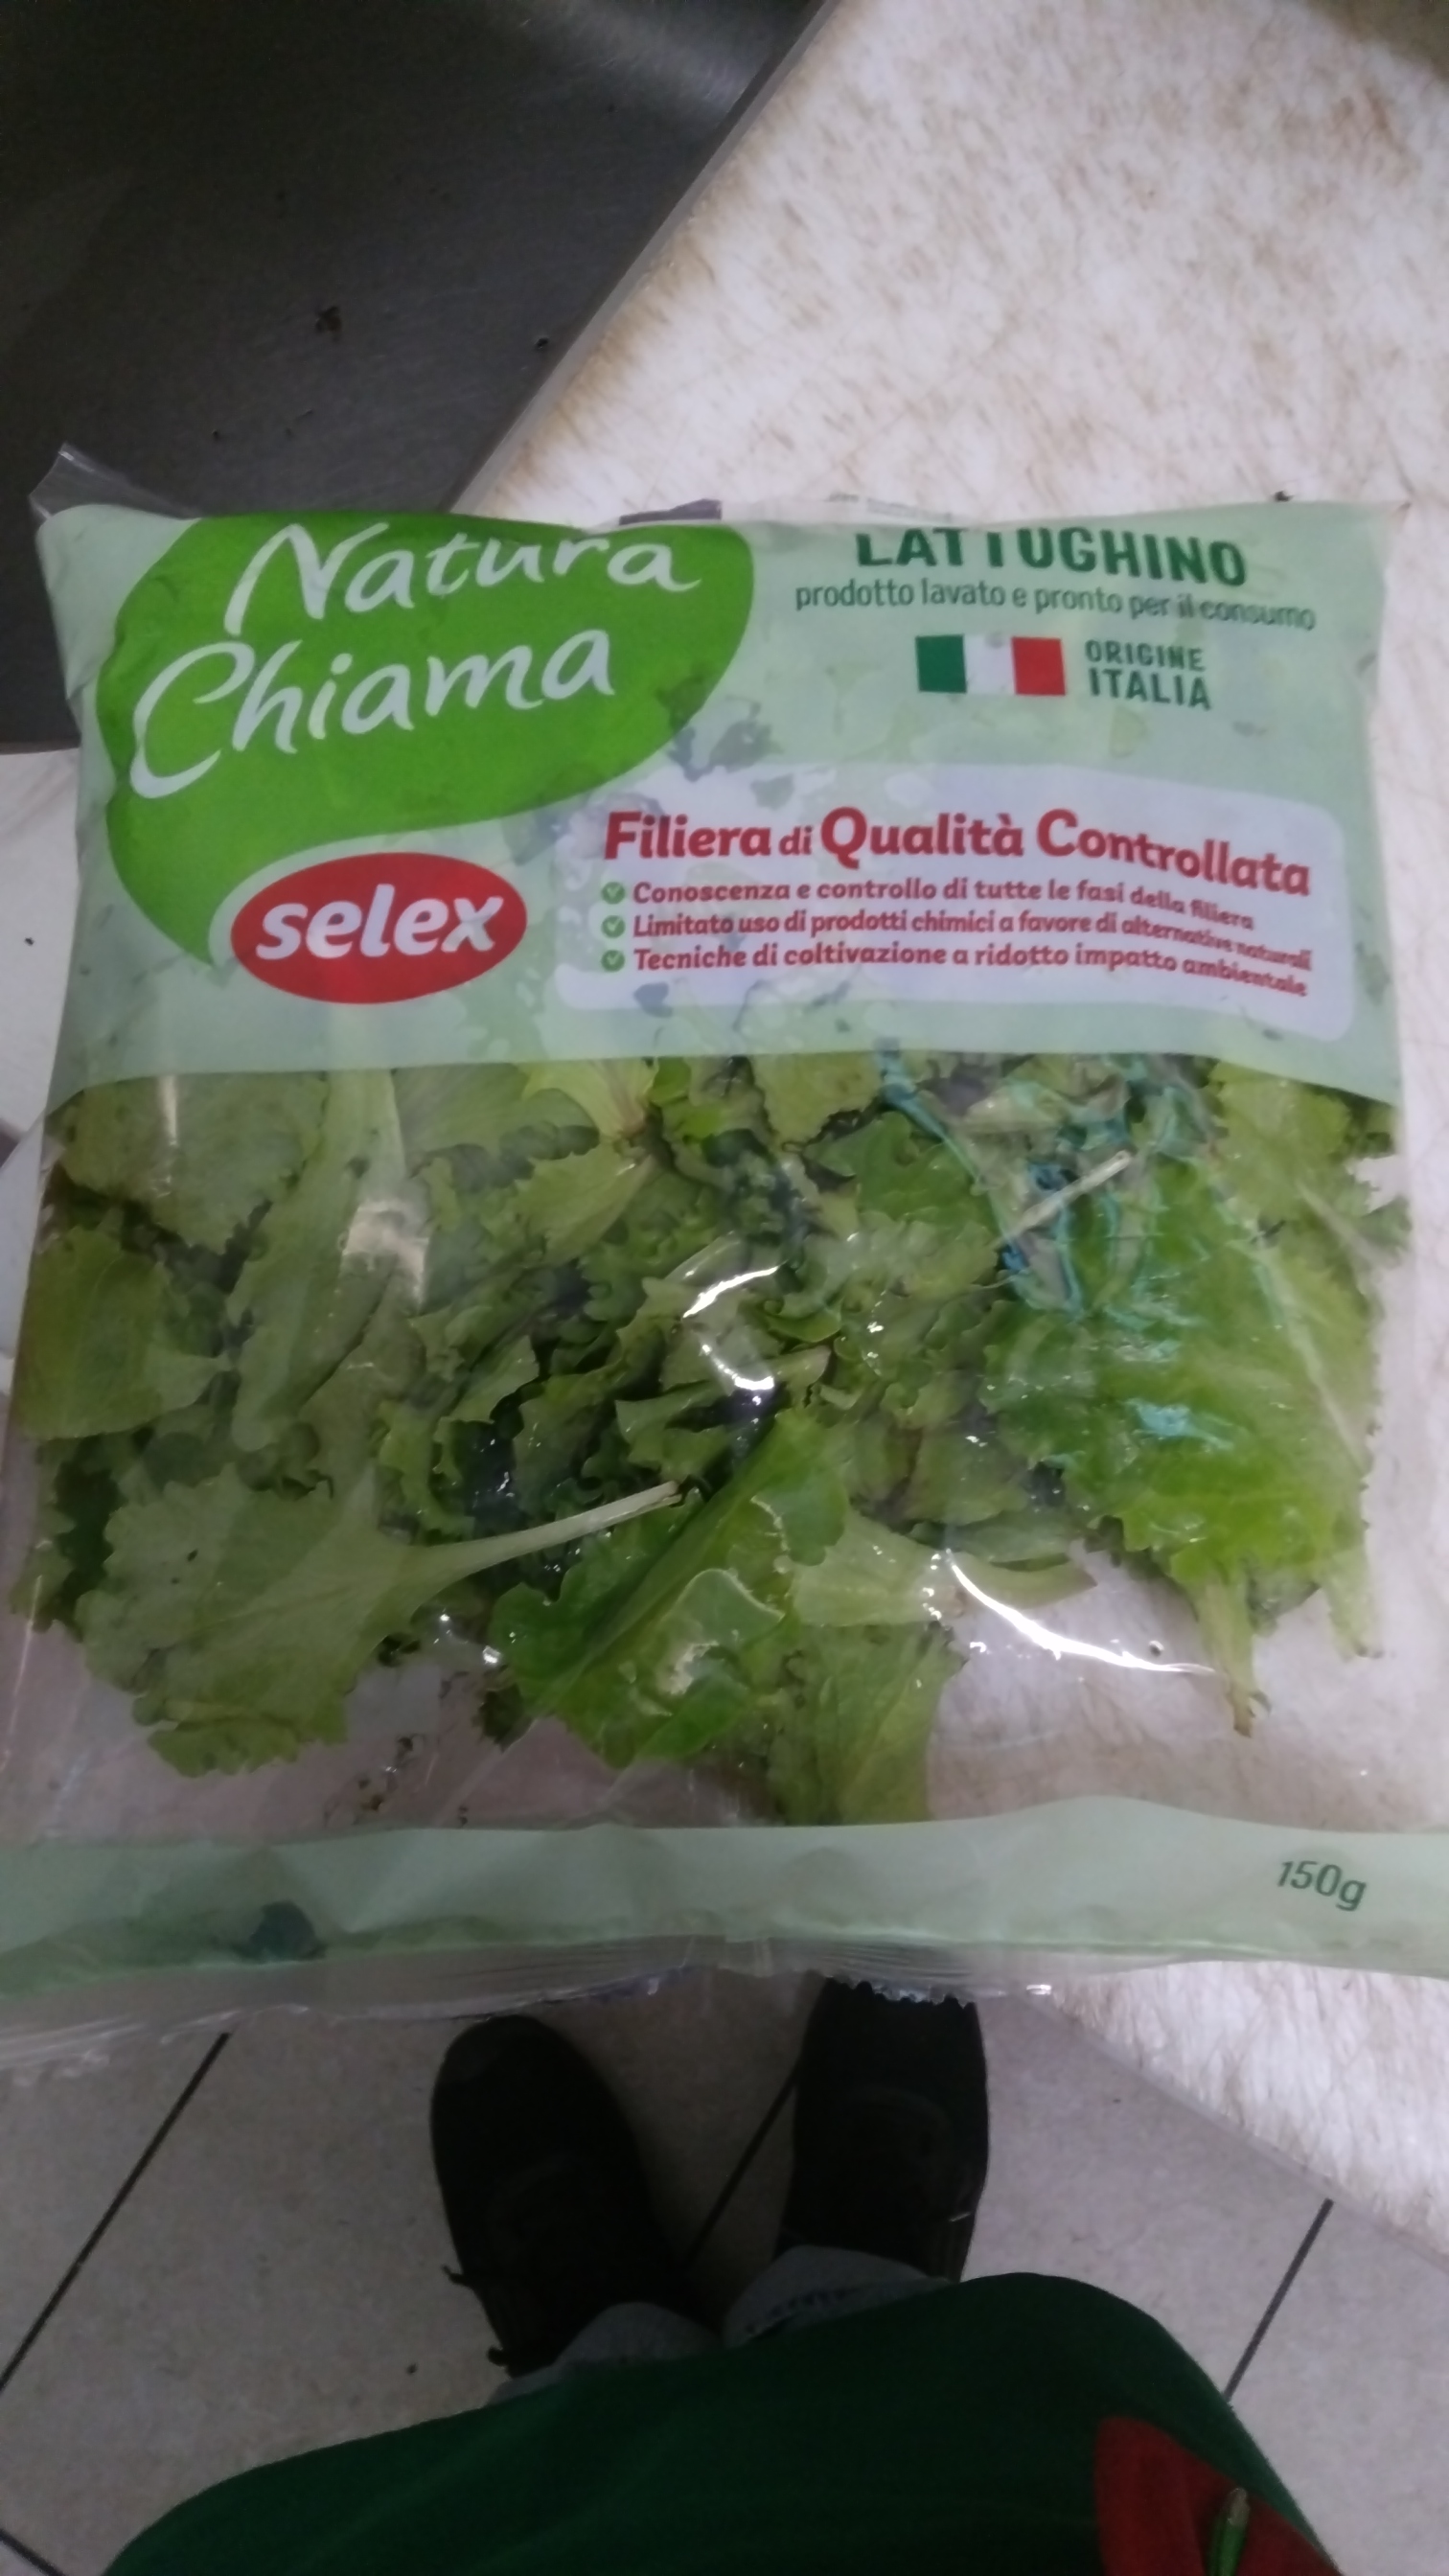 Natura
Chiama
selex
LATTUGHINO
prodotto lavato e pronto per il consumo
ORIGINE
ITALIA
Filiera di Qualità Controllata
Conoscenza e controllo di tutte le fasi della filiera
Limitato uso di prodotti chimici a favore di alternative naturali
Tecniche di coltivazione a ridotto impatto ambientale
150g